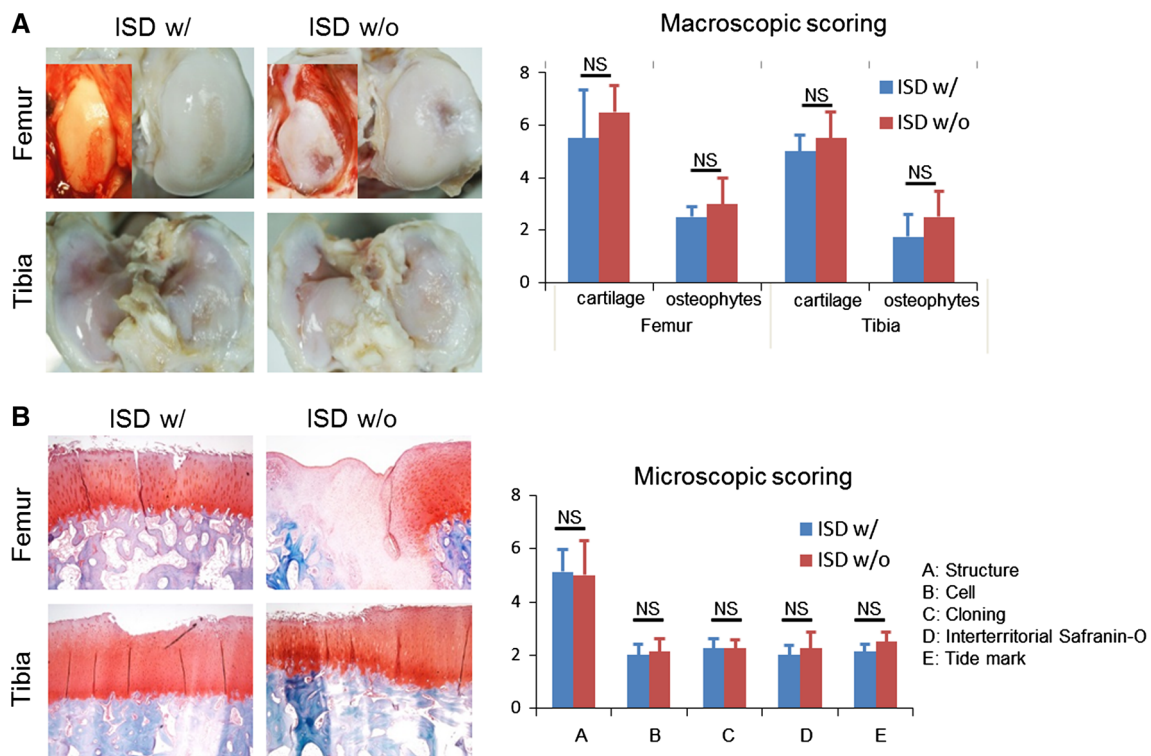 A
ISD w/
ISD w/o
Femur
Tibia
Macroscopic scoring
8
6
4
2
0
NS
NS
NS
NS
ISD w/
ISD w/o
cartilage
osteophytes
cartilage
osteophytes
Femur
Tibia
B
ISD w/
ISD w/o
Femur
Tibia
Microscopic scoring
8
6
4
2
0
NS
NS
NS
NS
NS
ISD w/
ISD w/o
A
B
C
D
E
A: Structure
B: Cell
C: Cloning
D: Interterritorial Safranin-O
E: Tide mark